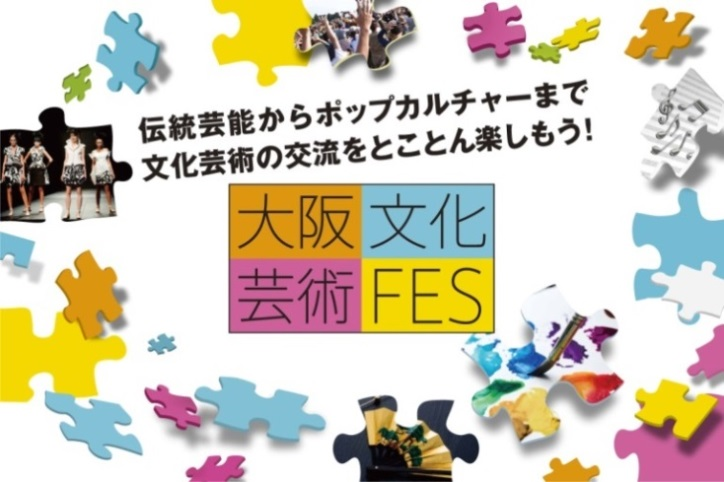 伝統芸能からポップカルチャーまで
文化芸術の交流をとことん楽しもう!
大阪文化
芸術FES